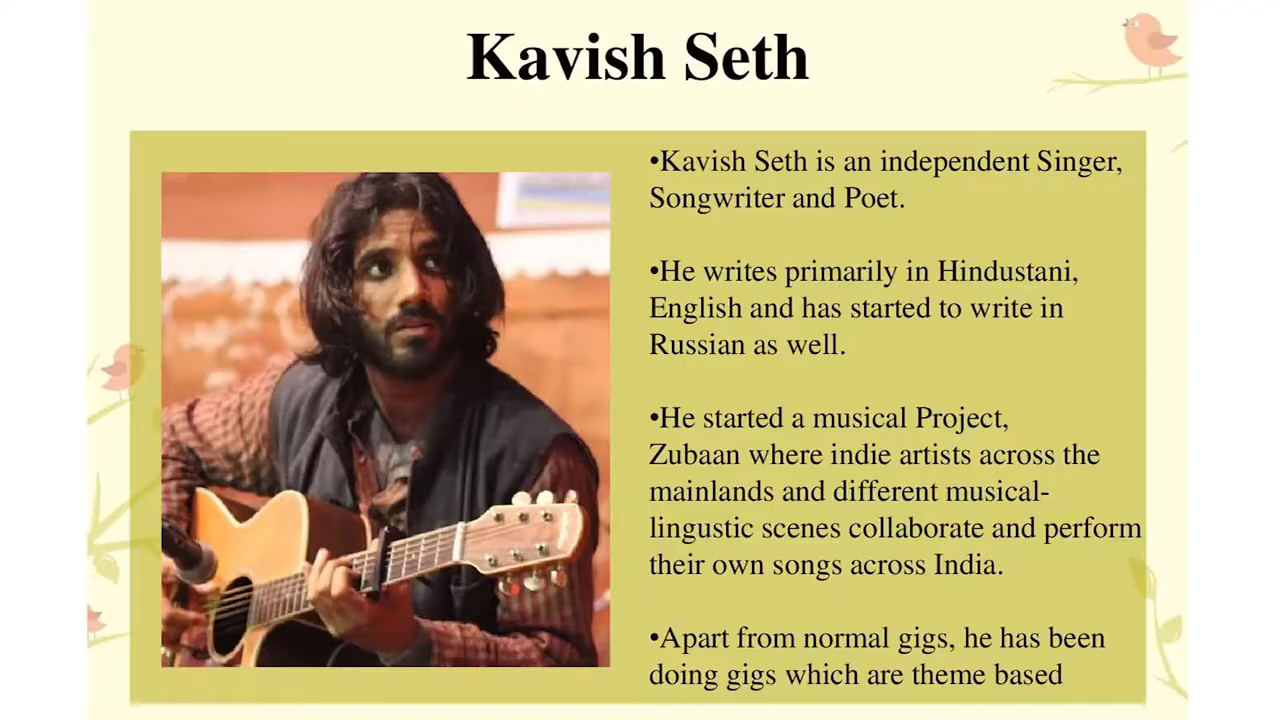 Kavish Seth
•Kavish Seth is an independent Singer,
Songwriter and Poet.
•He writes primarily in Hindustani,
English and has started to write in
Russian as well.
•He started a musical Project,
Zubaan where indie artists across the
mainlands and different musical-
lingustic scenes collaborate and perform
their own songs across India.
•Apart from normal gigs, he has been
doing gigs which are theme based